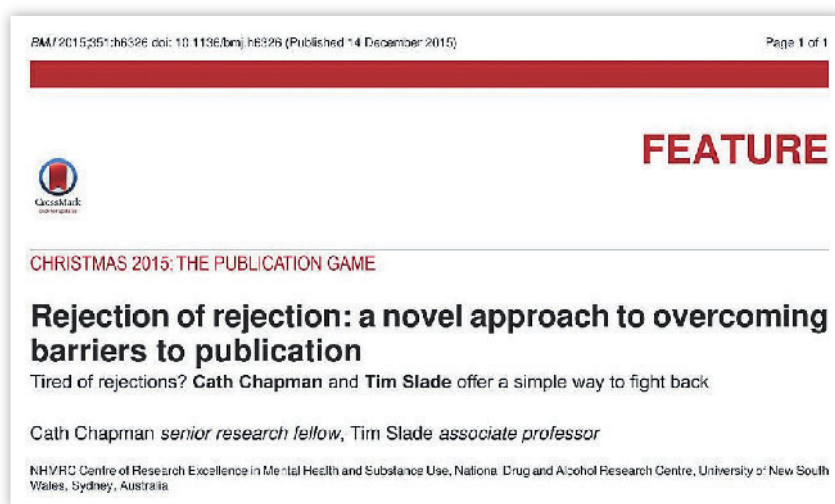 BMJ 2015;351:h6326 doi: 10.1136/bmj.h6326 (Published 14 December 2015)
Page 1 of 1
FEATURE
CrossMark
CHRISTMAS 2015: THE PUBLICATION GAME
Rejection of rejection: a novel approach to overcoming
barriers to publication
Tired of rejections? Cath Chapman and Tim Slade offer a simple way to fight back
Cath Chapman senior research fellow, Tim Slade associate professor
NHMRC Centre of Research Excellence in Mental Health and Substance Use, National Drug and Alcohol Research Centre, University of New South
Wales, Sydney, Australia